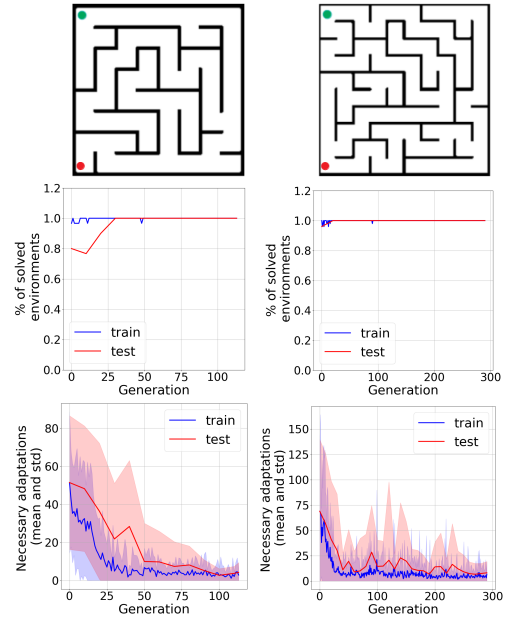 1.2
1.0
0.8
0.6
0.4
0.2
0.0
% of solved
environments
train
test
0 25 50 75 100
Generation
1.2
1.0
0.8
0.6
0.4
0.2
0.0
% of solved
environments
train
test
0 100 200 300
Generation
80
60
40
20
0
Necessary adaptations
(mean and std)
train
test
0 25 50 75 100
Generation
150
125
100
75
50
25
0
Necessary adaptations
(mean and std)
train
test
0 100 200 300
Generation